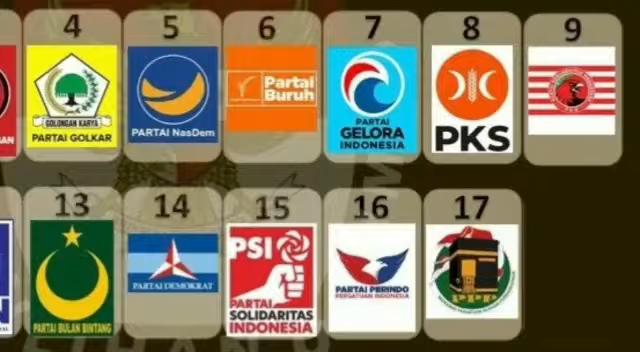 4
5
6
7
8
9
GOLONGAN KARYA
PARTAI GOLKAR
PARTAI NasDem
Partai
Buruh
PARTAI
GELORA
INDONESIA
PKS
13
14
15
16
17
PARTAI BULAN BINTANG
PARTAI DEMOKRAT
PSI
PARTAI
SOLIDARITAS
INDONESIA
PARTAI PERINDO
PERSATUAN INDONESIA
PPP